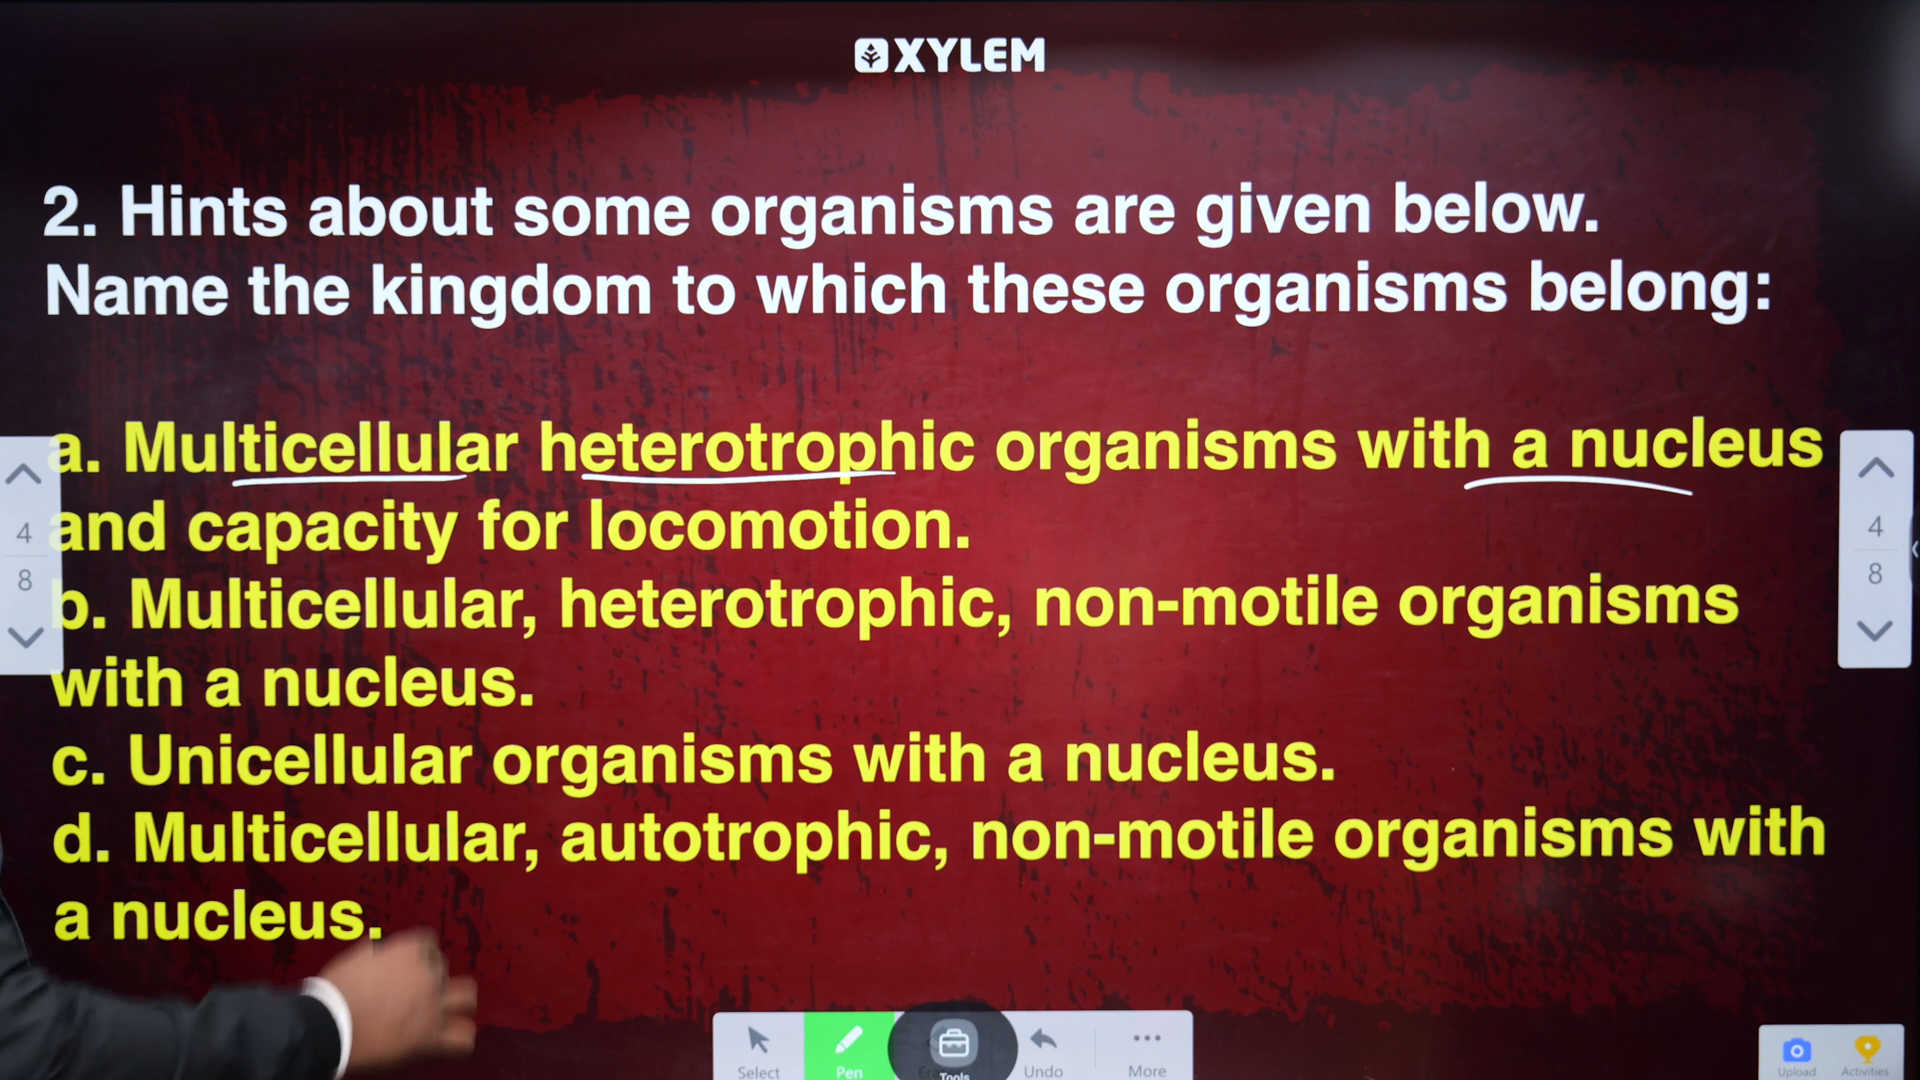 XYLEM
2. Hints about some organisms are given below.
Name the kingdom to which these organisms belong:
a. Multicellular heterotrophic organisms with a nucleus
and capacity for locomotion.
b. Multicellular, heterotrophic, non-motile organisms
with a nucleus.
c. Unicellular organisms with a nucleus.
d. Multicellular, autotrophic, non-motile organisms with
a nucleus.
4
8
4
8
Select
Pen
Tools
Undo
More
Upload
Activities